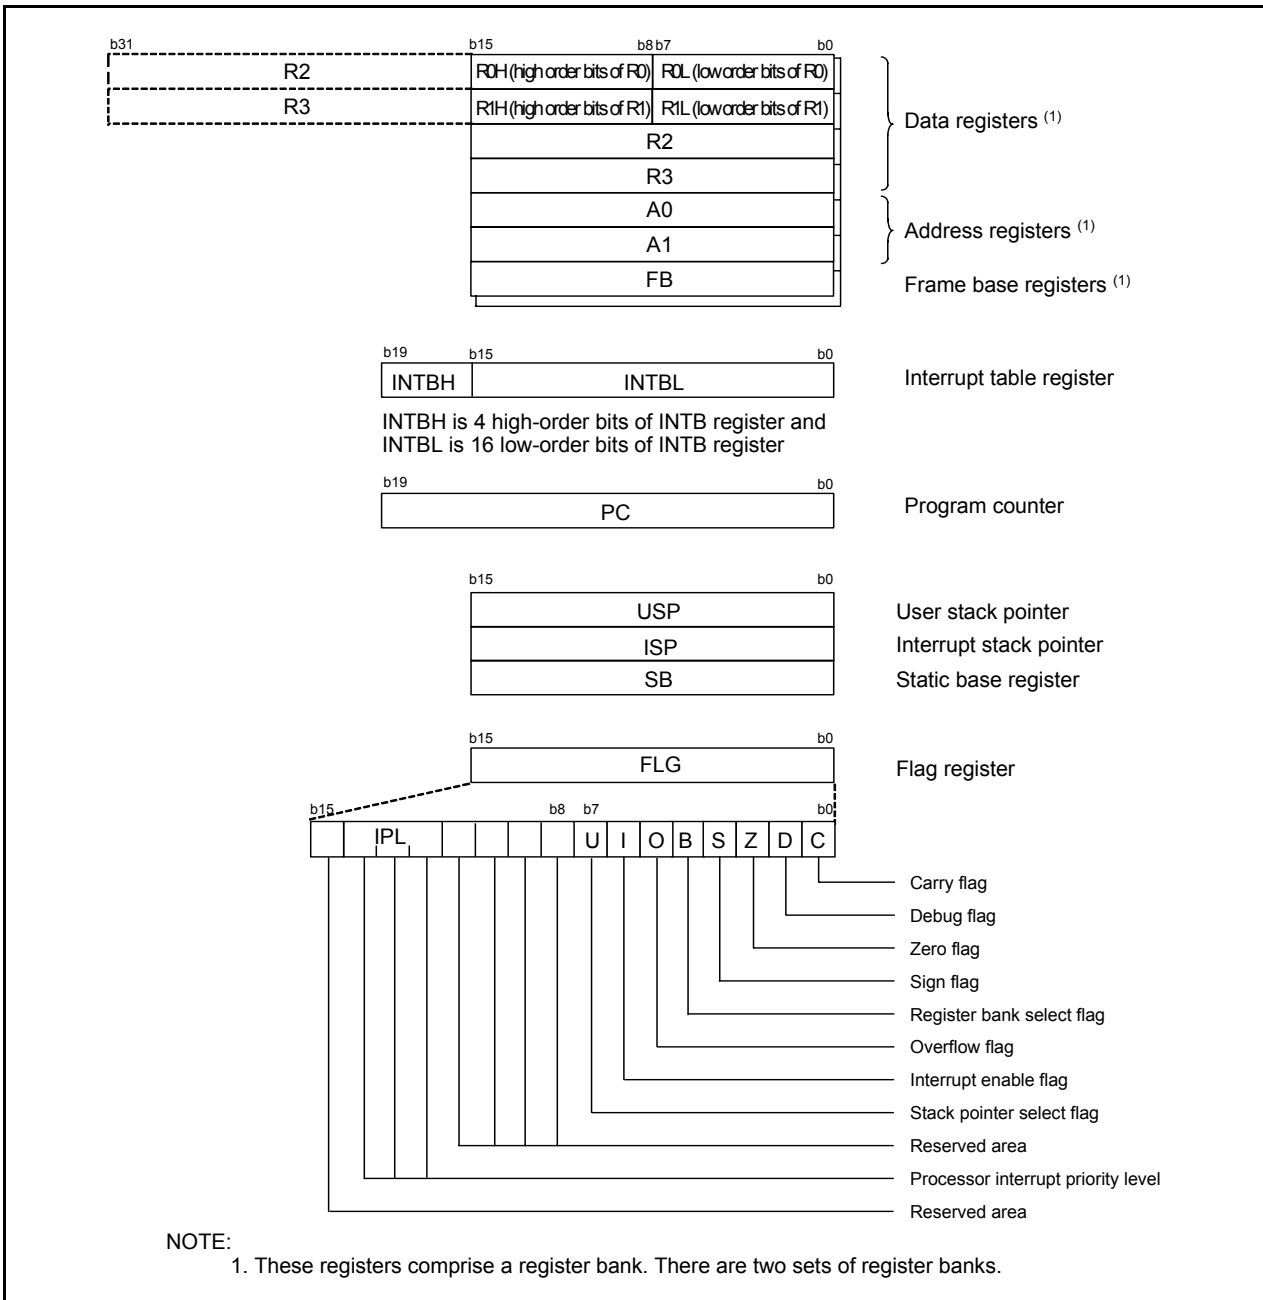 b31 b15 b8 b7 b0
R2 R0H (high order bits of R0) R0L (low order bits of R0)
R3 R1H (high order bits of R1) R1L (low order bits of R1)
Data registers (1)
R2
R3
A0
Address registers (1)
A1
FB
Frame base registers (1)
b19 b15 b0
INTBH INTBL
Interrupt table register
INTBH is 4 high-order bits of INTB register and
INTBL is 16 low-order bits of INTB register
b19 b0
PC
Program counter
b15 b0
USP User stack pointer
ISP Interrupt stack pointer
SB Static base register
b15 b0
FLG Flag register
b15 b8 b7 b0
IPL U I O B S Z D C
Carry flag
Debug flag
Zero flag
Sign flag
Register bank select flag
Overflow flag
Interrupt enable flag
Stack pointer select flag
Reserved area
Processor interrupt priority level
Reserved area
NOTE:
1. These registers comprise a register bank. There are two sets of register banks.